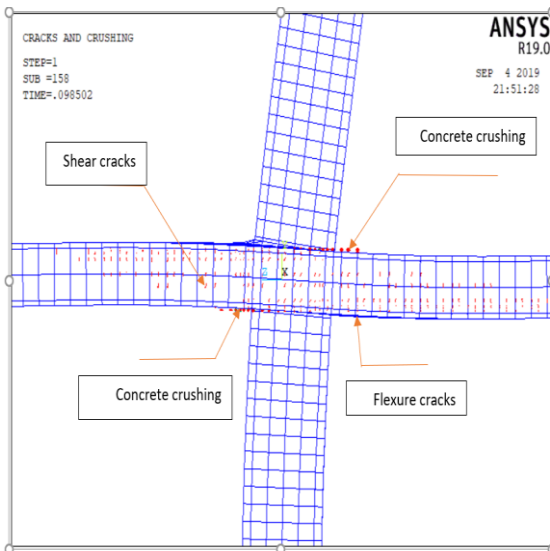 CRACKS AND CRUSHING
STEP=1
SUB =158
TIME=.098502
ANSYS
R19.0
SEP 4 2019
21:51:28
Concrete crushing
Shear cracks
X
Concrete crushing
Flexure cracks